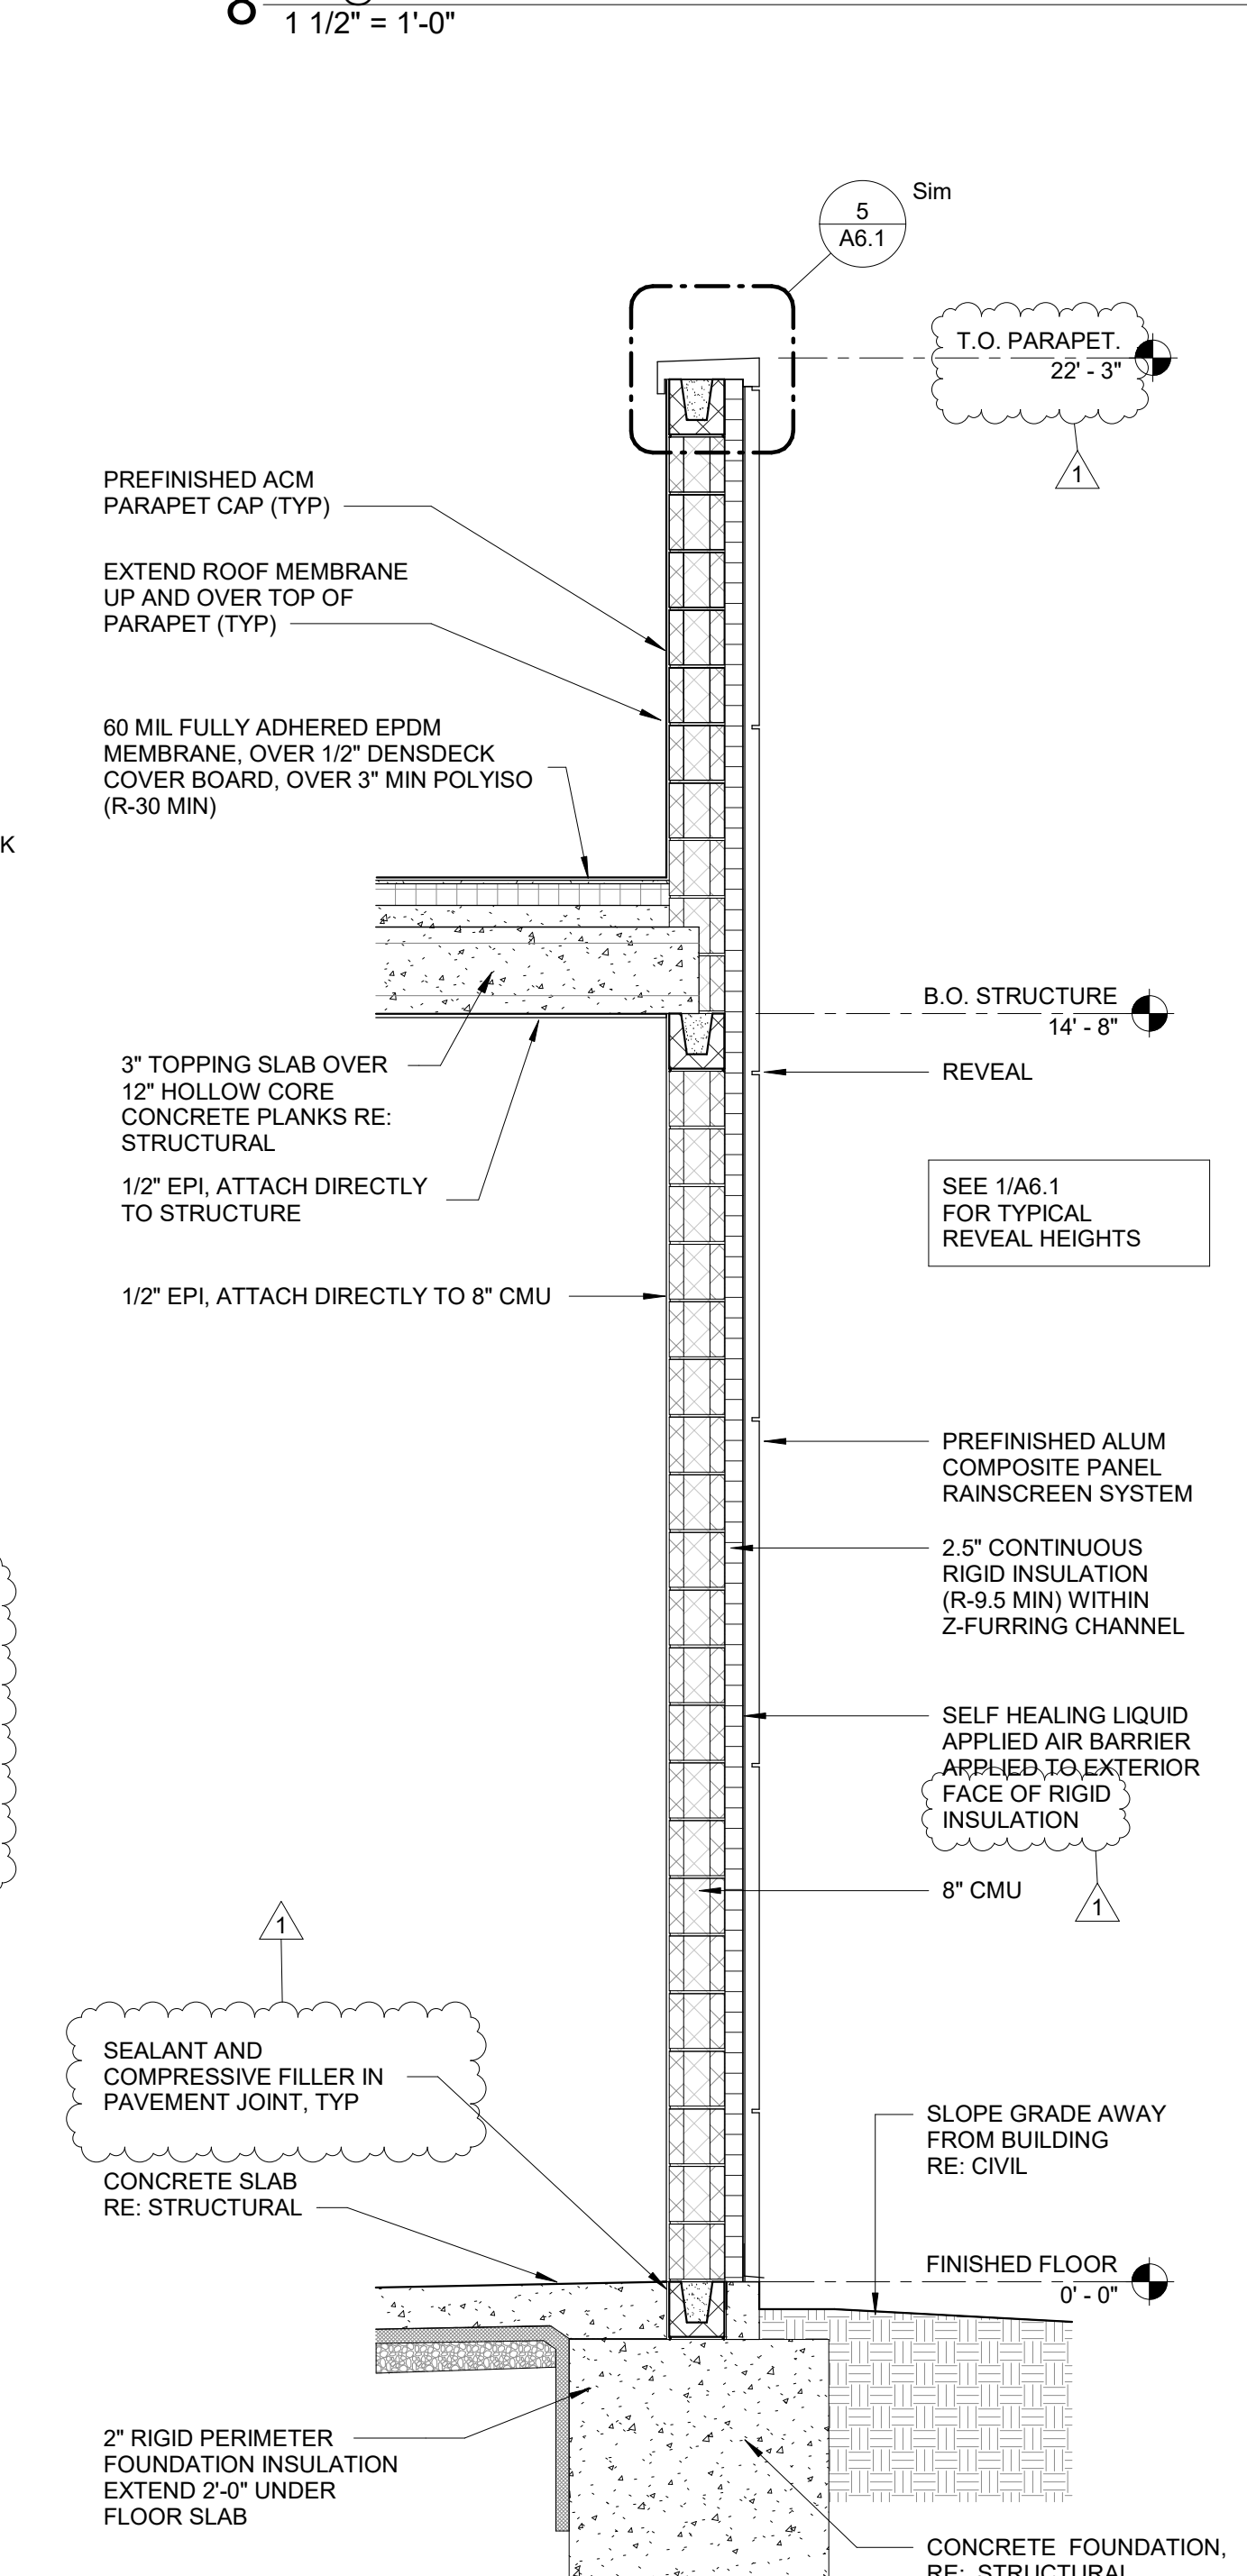 8
1 1/2" = 1'-0"
5
A6.1
Sim
T.O. PARAPET.
22' - 3"
1
PREFINISHED ACM
PARAPET CAP (TYP)
EXTEND ROOF MEMBRANE
UP AND OVER TOP OF
PARAPET (TYP)
60 MIL FULLY ADHERED EPDM
MEMBRANE, OVER 1/2" DENSDECK
COVER BOARD, OVER 3" MIN POLYISO
(R-30 MIN)
K
B.O. STRUCTURE
14' - 8"
3" TOPPING SLAB OVER
12" HOLLOW CORE
CONCRETE PLANKS RE:
STRUCTURAL
REVEAL
1/2" EPI, ATTACH DIRECTLY
TO STRUCTURE
SEE 1/A6.1
FOR TYPICAL
REVEAL HEIGHTS
1/2" EPI, ATTACH DIRECTLY TO 8" CMU
PREFINISHED ALUM
COMPOSITE PANEL
RAINSCREEN SYSTEM
2.5" CONTINUOUS
RIGID INSULATION
(R-9.5 MIN) WITHIN
Z-FURRING CHANNEL
SELF HEALING LIQUID
APPLIED AIR BARRIER
APPLIED TO EXTERIOR
FACE OF RIGID
INSULATION
8" CMU
1
1
SEALANT AND
COMPRESSIVE FILLER IN
PAVEMENT JOINT, TYP
CONCRETE SLAB
RE: STRUCTURAL
SLOPE GRADE AWAY
FROM BUILDING
RE: CIVIL
FINISHED FLOOR
0' - 0"
2" RIGID PERIMETER
FOUNDATION INSULATION
EXTEND 2'-0" UNDER
FLOOR SLAB
CONCRETE FOUNDATION,
RE: STRUCTURAL